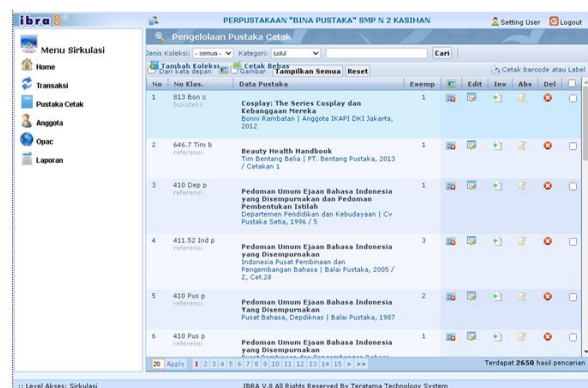 ibra 8
PERPUSTAKAAN "BINA PUSTAKA" SMP N 2 KASIHAN
Setting User
Logout
Menu Sirkulasi
Home
Transaksi
Pustaka Cetak
Anggota
Opac
Laporan
Pengelolaan Pustaka Cetak
Jenis Koleksi: - semua - Kategori: judul Cari
Tambah Koleksi Cetak Bebas
Dari kata depan Gambar Tampilkan Semua Reset
Cetak barcode atau Label
No No Klas. Data Pustaka Exemp Edit Inv Abs Del
1 813 Bon c Cosplay: The Series Cosplay dan 1
bukuteks Kebanggaan Mereka
Bonni Rambatan | Anggota IKAPI DKI Jakarta,
2012
2 646.7 Tim b Beauty Health Handbook 1
referensi Tim Bentang Belia | PT. Bentang Pustaka, 2013
/ Cetakan 1
3 410 Dep p Pedoman Umum Ejaan Bahasa Indonesia 1
referensi yang Disempurnakan dan Pedoman
Pembentukan Istilah
Departemen Pendidikan dan Kebudayaan | Cv
Pustaka Setia, 1996 / 5
4 411.52 Ind p Pedoman Umum Ejaan Bahasa Indonesia 3
referensi yang Disempurnakan
Indonesia Pusat Pembinaan dan
Pengembangan Bahasa | Balai Pustaka, 2005 /
2, Cet.28
5 410 Pus p Pedoman Umum Ejaan Bahasa Indonesia 2
referensi yang Disempurnakan
Pusat Bahasa, Depdiknas | Balai Pustaka, 1987
6 410 Pus p Pedoman Umum Ejaan Bahasa Indonesia 1
referensi yang Disempurnakan
20 Apply 1 2 3 4 5 6 7 8 9 10 11 12 13 14 15 > >>
Terdapat 2650 hasil pencarian
:: Level Akses: Sirkulasi
IBRA V.8 All Rights Reserved By Teratama Technology System